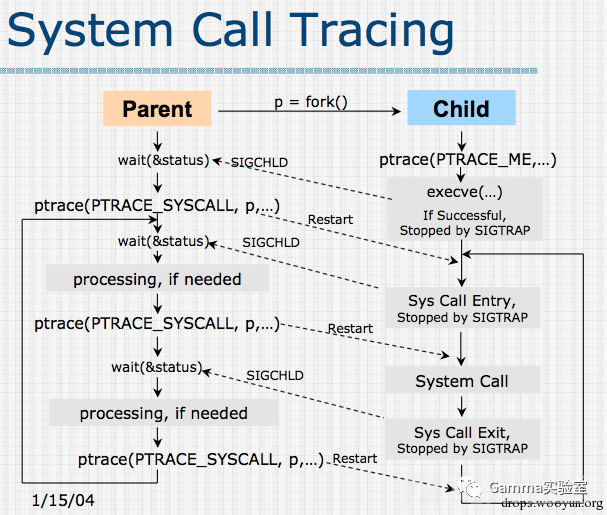 System Call Tracing
Parent
p = fork()
Child
wait(&status)
SIGCHLD
ptrace(PTRACE_ME,...)
execve(...)
If Successful,
Stopped by SIGTRAP
ptrace(PTRACE_SYSCALL, p,...)
Restart
wait(&status)
SIGCHLD
processing, if needed
Sys Call Entry,
Stopped by SIGTRAP
ptrace(PTRACE_SYSCALL, p,...)
Restart
wait(&status)
SIGCHLD
System Call
processing, if needed
Sys Call Exit,
Stopped by SIGTRAP
ptrace(PTRACE_SYSCALL, p,...)
Restart
Gamma实验室
1/15/04
drops.wooyun.org